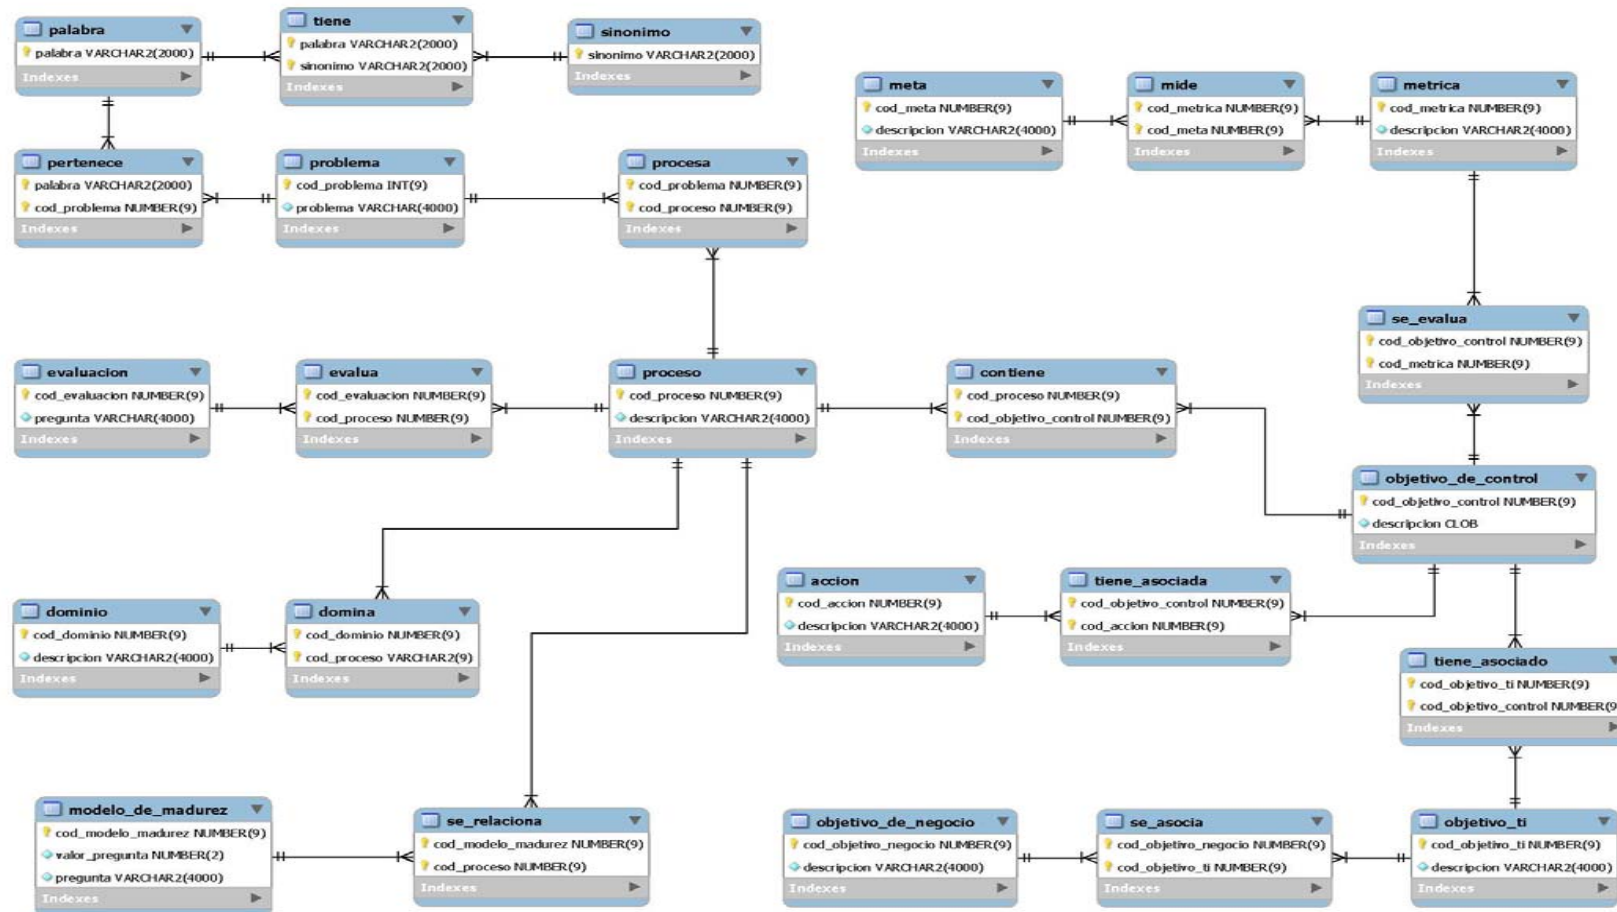 palabra
palabra VARCHAR2(2000)
Indexes
tiene
palabra VARCHAR2(2000)
sinonimo VARCHAR2(2000)
Indexes
sinonimo
sinonimo VARCHAR2(2000)
Indexes
meta
cod_meta NUMBER(9)
descripcion VARCHAR2(4000)
Indexes
mide
cod_metrica NUMBER(9)
cod_meta NUMBER(9)
Indexes
metrica
cod_metrica NUMBER(9)
descripcion VARCHAR2(4000)
Indexes
pertenece
palabra VARCHAR2(2000)
cod_problema NUMBER(9)
Indexes
problema
cod_problema INT(9)
problema VARCHAR(4000)
Indexes
procesa
cod_problema NUMBER(9)
cod_proceso NUMBER(9)
Indexes
se_evalua
cod_objetivo_control NUMBER(9)
cod_metrica NUMBER(9)
Indexes
evaluacion
cod_evaluacion NUMBER(9)
pregunta VARCHAR(4000)
Indexes
evalua
cod_evaluacion NUMBER(9)
cod_proceso NUMBER(9)
Indexes
proceso
cod_proceso NUMBER(9)
descripcion VARCHAR2(4000)
Indexes
contiene
cod_proceso NUMBER(9)
cod_objetivo_control NUMBER(9)
Indexes
objetivo_de_control
cod_objetivo_control NUMBER(9)
descripcion CLOB
Indexes
accion
cod_accion NUMBER(9)
descripcion VARCHAR2(4000)
Indexes
tiene_asociada
cod_objetivo_control NUMBER(9)
cod_accion NUMBER(9)
Indexes
dominio
cod_dominio NUMBER(9)
descripcion VARCHAR2(4000)
Indexes
domina
cod_dominio NUMBER(9)
cod_proceso VARCHAR2(9)
Indexes
tiene_asociado
cod_objetivo_ti NUMBER(9)
cod_objetivo_control NUMBER(9
Indexes
modelo_de_madurez
cod_modelo_madurez NUMBER(9)
valor_pregunta NUMBER(2)
pregunta VARCHAR2(4000)
Indexes
se_relaciona
cod_modelo_madurez NUMBER(9)
cod_proceso NUMBER(9)
Indexes
objetivo_de_negocio
cod_objetivo_negocio NUMBER(9)
descripcion VARCHAR2(4000)
Indexes
se_asocia
cod_objetivo_negocio NUMBER(9)
cod_objetivo_ti NUMBER(9)
Indexes
objetivo_ti
cod_objetivo_ti NUMBER(9)
descripcion VARCHAR2(4000)
Indexes